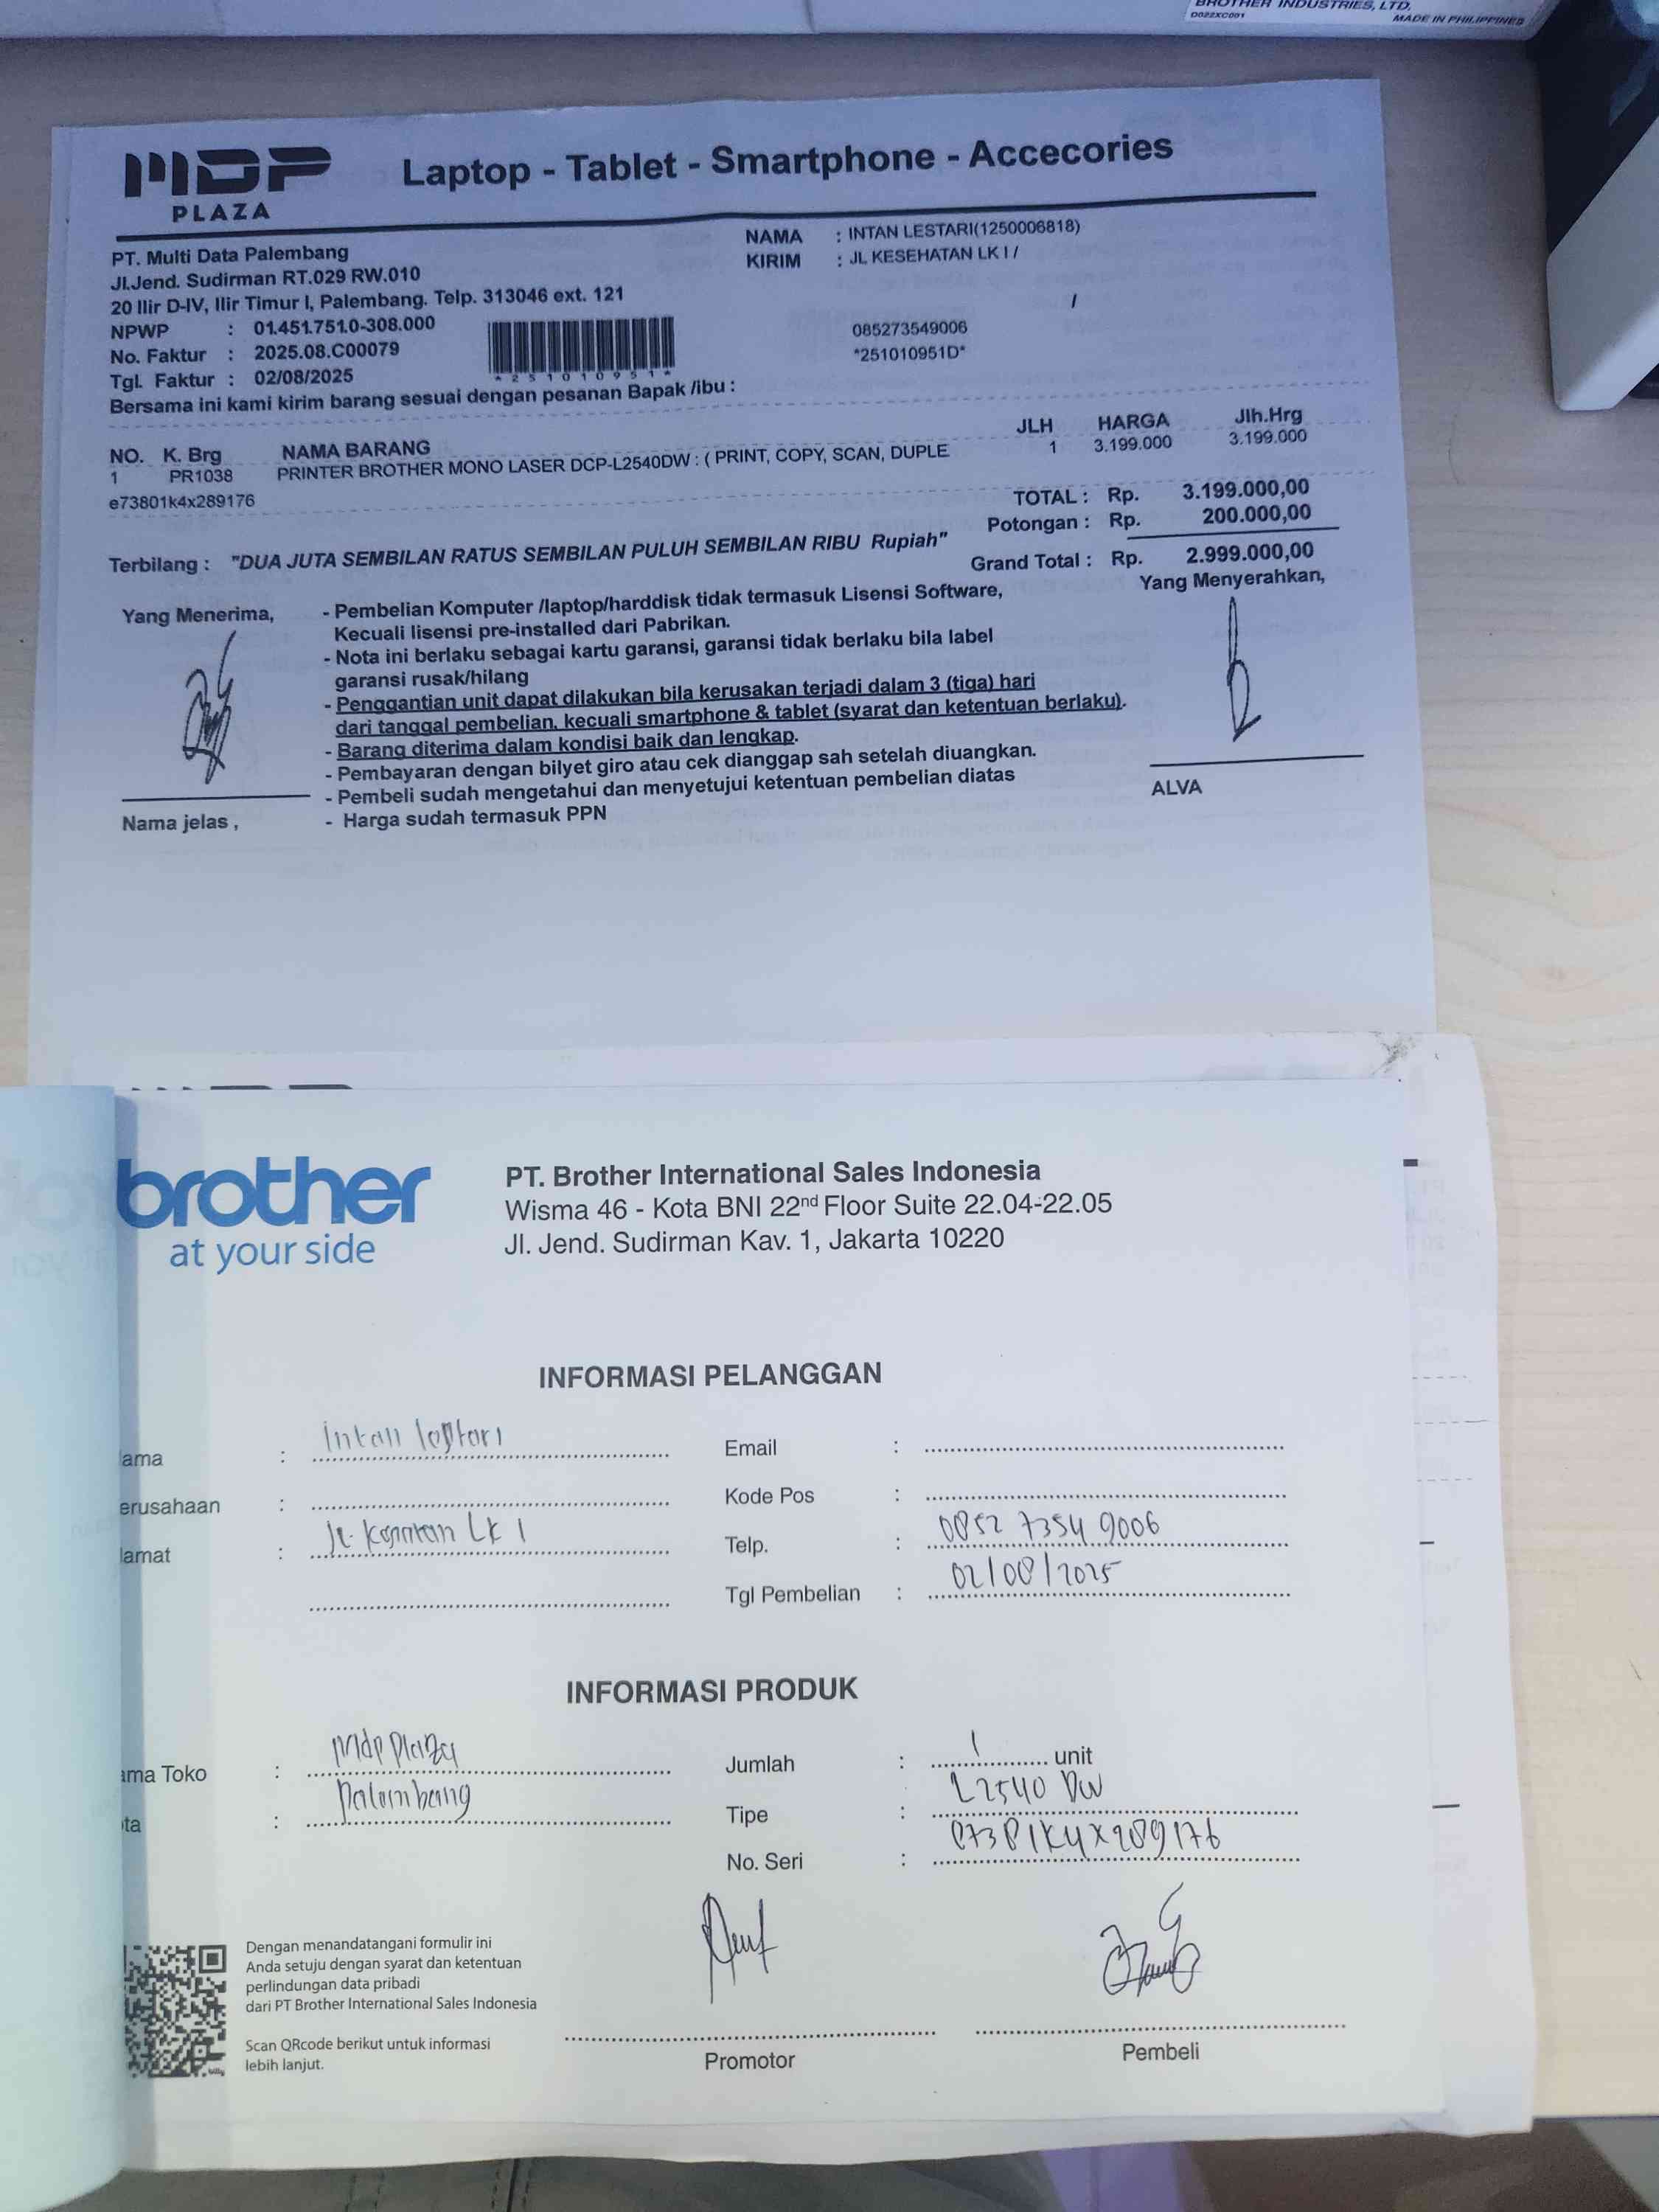 BROTHER INDUSTRIES, LTD.
D022XC001 MADE IN PHILIPPINES
MDP PLAZA
Laptop - Tablet - Smartphone - Accecories
PT. Multi Data Palembang
Jl.Jend. Sudirman RT.029 RW.010
20 Ilir D-IV, Ilir Timur I, Palembang. Telp. 313046 ext. 121
NPWP : 01.451.751.0-308.000
No. Faktur : 2025.08.C00079
Tgl. Faktur : 02/08/2025
*25101095 1*
NAMA : INTAN LESTARI(1250006818)
KIRIM : JL KESEHATAN LK I /
/
085273549006
*251010951D*
Bersama ini kami kirim barang sesuai dengan pesanan Bapak /ibu :
NO. K. Brg NAMA BARANG JLH HARGA Jlh.Hrg
1 PR1038 PRINTER BROTHER MONO LASER DCP-L2540DW : ( PRINT, COPY, SCAN, DUPLE 1 3.199.000 3.199.000
e73801k4x289176
TOTAL : Rp. 3.199.000,00
Potongan : Rp. 200.000,00
Terbilang : "DUA JUTA SEMBILAN RATUS SEMBILAN PULUH SEMBILAN RIBU Rupiah"
Grand Total : Rp. 2.999.000,00
Yang Menerima,
- Pembelian Komputer /laptop/harddisk tidak termasuk Lisensi Software,
Kecuali lisensi pre-installed dari Pabrikan.
- Nota ini berlaku sebagai kartu garansi, garansi tidak berlaku bila label
garansi rusak/hilang
- Penggantian unit dapat dilakukan bila kerusakan terjadi dalam 3 (tiga) hari
dari tanggal pembelian, kecuali smartphone & tablet (syarat dan ketentuan berlaku).
- Barang diterima dalam kondisi baik dan lengkap.
- Pembayaran dengan bilyet giro atau cek dianggap sah setelah diuangkan.
- Pembeli sudah mengetahui dan menyetujui ketentuan pembelian diatas
- Harga sudah termasuk PPN
Yang Menyerahkan,
ALVA
Nama jelas ,
brother
at your side
PT. Brother International Sales Indonesia
Wisma 46 - Kota BNI 22nd Floor Suite 22.04-22.05
Jl. Jend. Sudirman Kav. 1, Jakarta 10220
INFORMASI PELANGGAN
ama : Intan lestari
Email :
erusahaan :
Kode Pos :
lamat : Jl. LK 1
Telp. : 0852 7354 9006
Tgl Pembelian : 02/08/2025
INFORMASI PRODUK
ama Toko : Mdp Plaza
Jumlah : 1 unit
ta : Palembang
Tipe : L2540 DW
No. Seri :
Dengan menandatangani formulir ini
Anda setuju dengan syarat dan ketentuan
perlindungan data pribadi
dari PT Brother International Sales Indonesia
Scan QRcode berikut untuk informasi
lebih lanjut.
Promotor
Pembeli